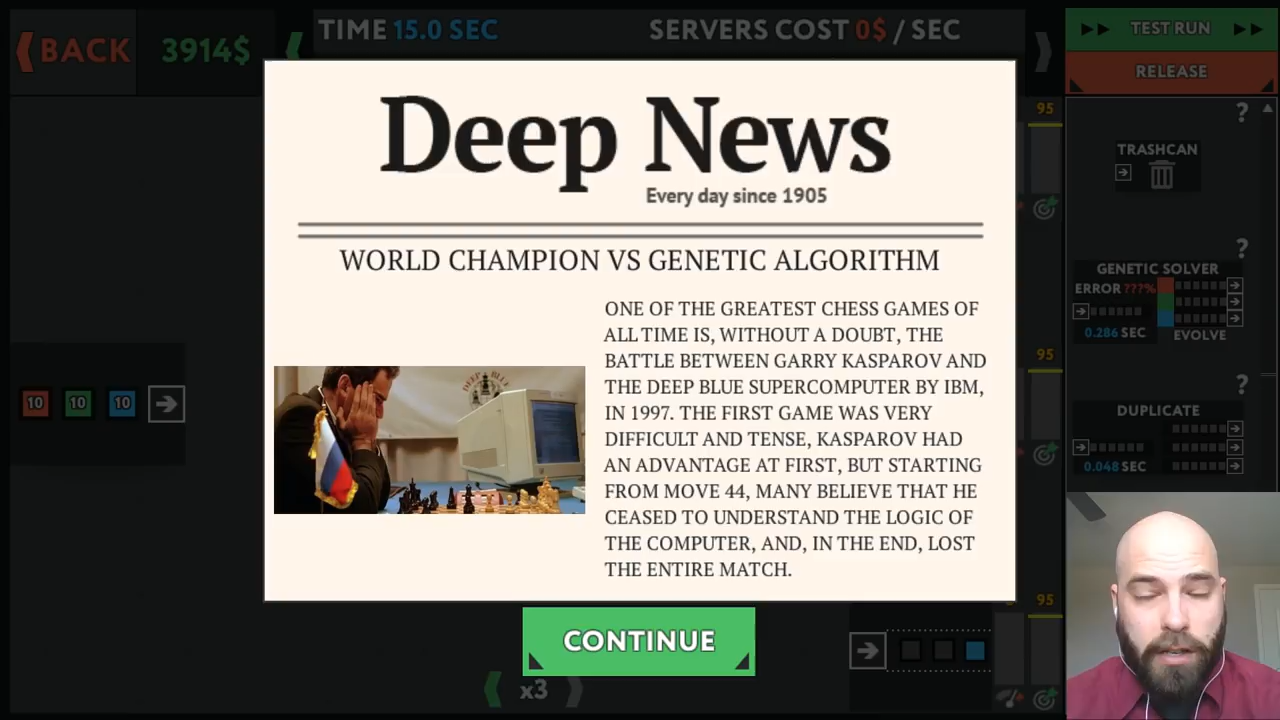 BACK
3914$
TIME 15.0 SEC
SERVERS COST 0$ / SEC
TEST RUN
RELEASE
Deep News
Every day since 1905
WORLD CHAMPION VS GENETIC ALGORITHM
ONE OF THE GREATEST CHESS GAMES OF
ALL TIME IS, WITHOUT A DOUBT, THE
BATTLE BETWEEN GARRY KASPAROV AND
THE DEEP BLUE SUPERCOMPUTER BY IBM,
IN 1997. THE FIRST GAME WAS VERY
DIFFICULT AND TENSE, KASPAROV HAD
AN ADVANTAGE AT FIRST, BUT STARTING
FROM MOVE 44, MANY BELIEVE THAT HE
CEASED TO UNDERSTAND THE LOGIC OF
THE COMPUTER, AND, IN THE END, LOST
THE ENTIRE MATCH.
DEEP BLUE
CONTINUE
x3
10 10 10
95
95
95
?
TRASHCAN
?
GENETIC SOLVER
ERROR ???%
0.286 SEC
EVOLVE
?
DUPLICATE
0.048 SEC